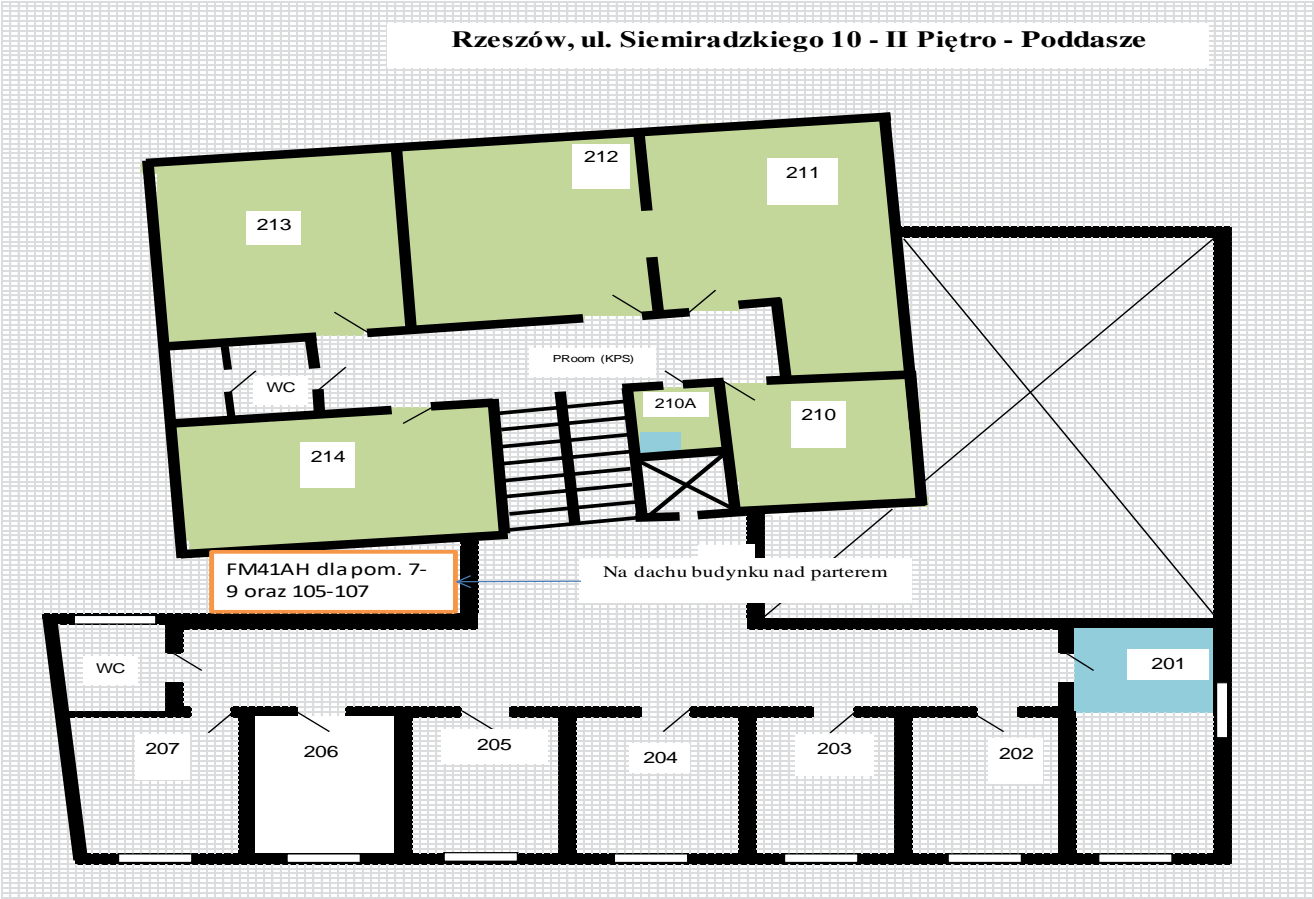 Rzeszów, ul. Siemiradzkiego 10 - II Piętro - Poddasze
212
211
213
PRoom (KPS)
WC
210A
210
214
FM41AH dla pom. 7-
9 oraz 105-107
Na dachu budynku nad parterem
WC
201
207
206
205
204
203
202